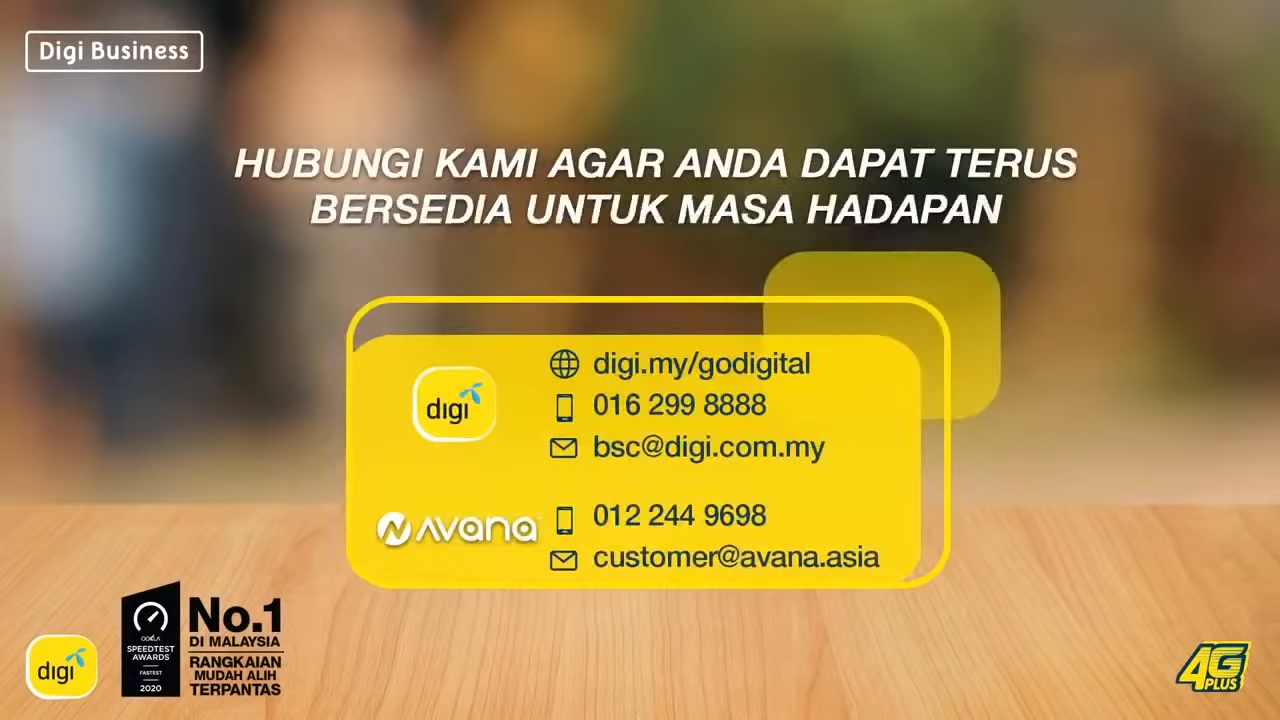 Digi Business
HUBUNGI KAMI AGAR ANDA DAPAT TERUS
BERSEDIA UNTUK MASA HADAPAN
digi
digi.my/godigital
016 299 8888
bsc@digi.com.my
AVANA
012 244 9698
customer@avana.asia
digi
OOKLA
SPEEDTEST
AWARDS
FASTEST
2020
No.1
DI MALAYSIA
RANGKAIAN
MUDAH ALIH
TERPANTAS
4G
PLUS